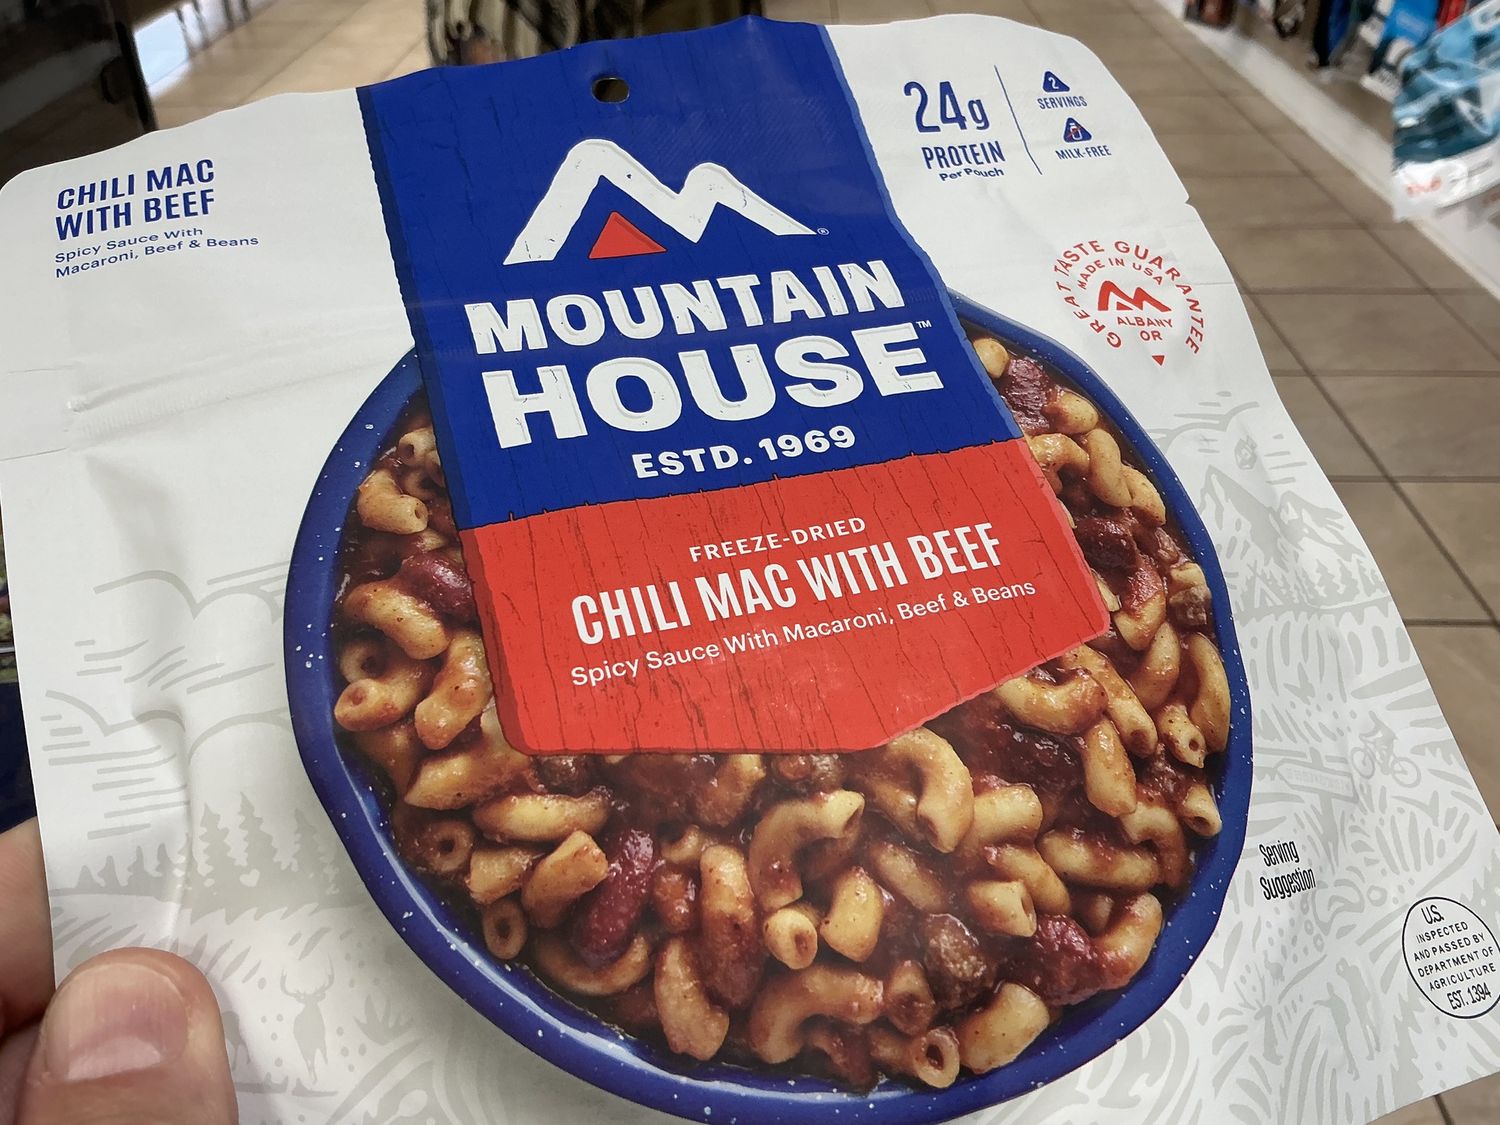 CHILI MAC
WITH BEEF
Spicy Sauce With
Macaroni, Beef & Beans
24g
PROTEIN
Per Pouch
2
SERVINGS
MILK-FREE
®
MOUNTAIN
HOUSE™
ESTD. 1969
GREAT TASTE GUARANTEE
MADE IN USA
ALBANY
OR
FREEZE-DRIED
CHILI MAC WITH BEEF
Spicy Sauce With Macaroni, Beef & Beans
Serving
Suggestion
U.S.
INSPECTED
AND PASSED BY
DEPARTMENT OF
AGRICULTURE
EST. 1394